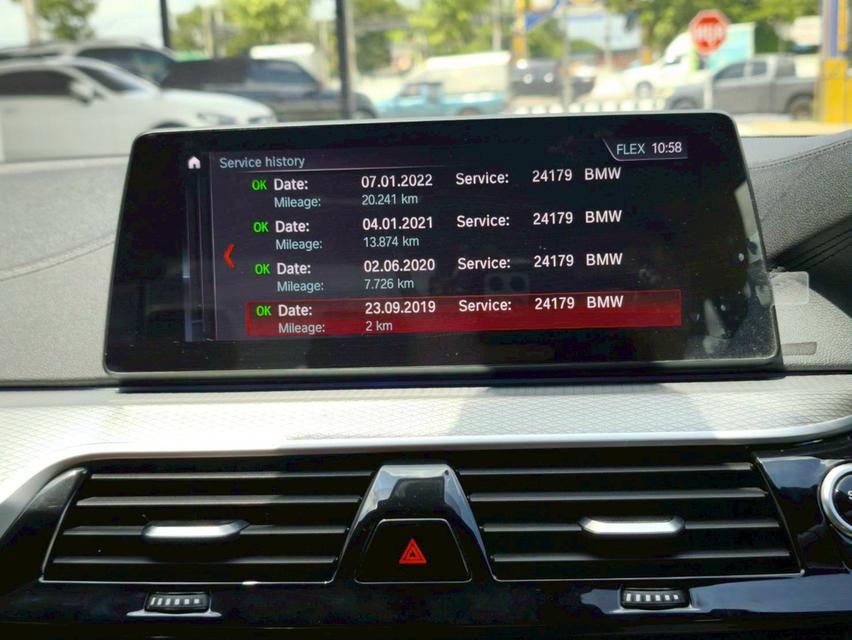 Service history
FLEX 10:58
OK Date: 07.01.2022 Service: 24179 BMW
Mileage: 20.241 km
OK Date: 04.01.2021 Service: 24179 BMW
Mileage: 13.874 km
OK Date: 02.06.2020 Service: 24179 BMW
Mileage: 7.726 km
OK Date: 23.09.2019 Service: 24179 BMW
Mileage: 2 km